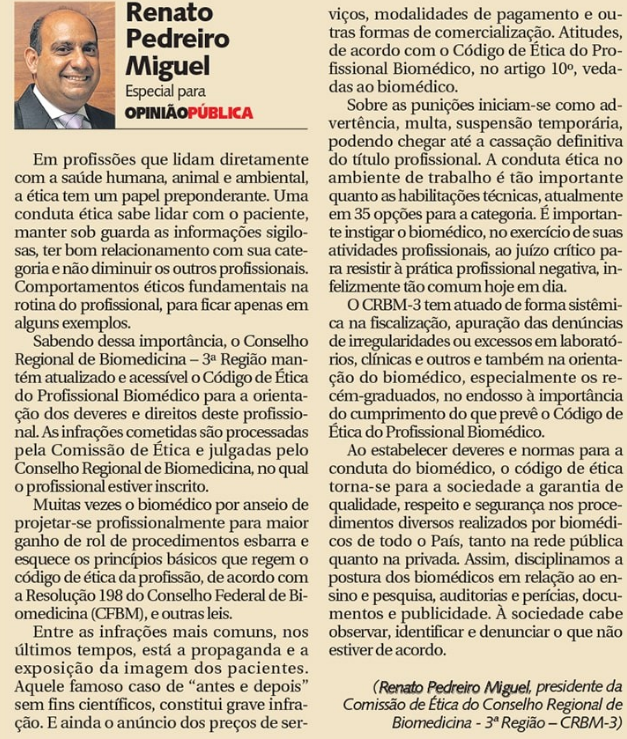 Renato
Pedreiro
Miguel
Especial para
OPINIÃOPÚBLICA
Em profissões que lidam diretamente
com a saúde humana, animal e ambiental,
a ética tem um papel preponderante. Uma
conduta ética sabe lidar com o paciente,
manter sob guarda as informações sigilo-
sas, ter bom relacionamento com sua cate-
goria e não diminuir os outros profissionais.
Comportamentos éticos fundamentais na
rotina do profissional, para ficar apenas em
alguns exemplos.
Sabendo dessa importância, o Conselho
Regional de Biomedicina – 3ª Região man-
tém atualizado e acessível o Código de Ética
do Profissional Biomédico para a orienta-
ção dos deveres e direitos deste profissio-
nal. As infrações cometidas são processadas
pela Comissão de Ética e julgadas pelo
Conselho Regional de Biomedicina, no qual
o profissional estiver inscrito.
Muitas vezes o biomédico por anseio de
projetar-se profissionalmente para maior
ganho de rol de procedimentos esbarra e
esquece os princípios básicos que regem o
código de ética da profissão, de acordo com
a Resolução 198 do Conselho Federal de Bi-
omedicina (CFBM), e outras leis.
Entre as infrações mais comuns, nos
últimos tempos, está a propaganda e a
exposição da imagem dos pacientes.
Aquele famoso caso de “antes e depois”
sem fins científicos, constitui grave infra-
ção. E ainda o anúncio dos preços de ser-
viços, modalidades de pagamento e ou-
tras formas de comercialização. Atitudes,
de acordo com o Código de Ética do Pro-
fissional Biomédico, no artigo 10º, veda-
das ao biomédico.
Sobre as punições iniciam-se como ad-
vertência, multa, suspensão temporária,
podendo chegar até a cassação definitiva
do título profissional. A conduta ética no
ambiente de trabalho é tão importante
quanto as habilitações técnicas, atualmente
em 35 opções para a categoria. É importan-
te instigar o biomédico, no exercício de suas
atividades profissionais, ao juízo crítico pa-
ra resistir à prática profissional negativa, in-
felizmente tão comum hoje em dia.
O CRBM-3 tem atuado de forma sistêmi-
ca na fiscalização, apuração das denúncias
de irregularidades ou excessos em laborató-
rios, clínicas e outros e também na orienta-
ção do biomédico, especialmente os re-
cém-graduados, no endosso à importância
do cumprimento do que prevê o Código de
Ética do Profissional Biomédico.
Ao estabelecer deveres e normas para a
conduta do biomédico, o código de ética
torna-se para a sociedade a garantia de
qualidade, respeito e segurança nos proce-
dimentos diversos realizados por biomédi-
cos de todo o País, tanto na rede pública
quanto na privada. Assim, disciplinamos a
postura dos biomédicos em relação ao en-
sino e pesquisa, auditorias e perícias, docu-
mentos e publicidade. À sociedade cabe
observar, identificar e denunciar o que não
estiver de acordo.
(Renato Pedreiro Miguel, presidente da
Comissão de Ética do Conselho Regional de
Biomedicina - 3ª Região – CRBM-3)